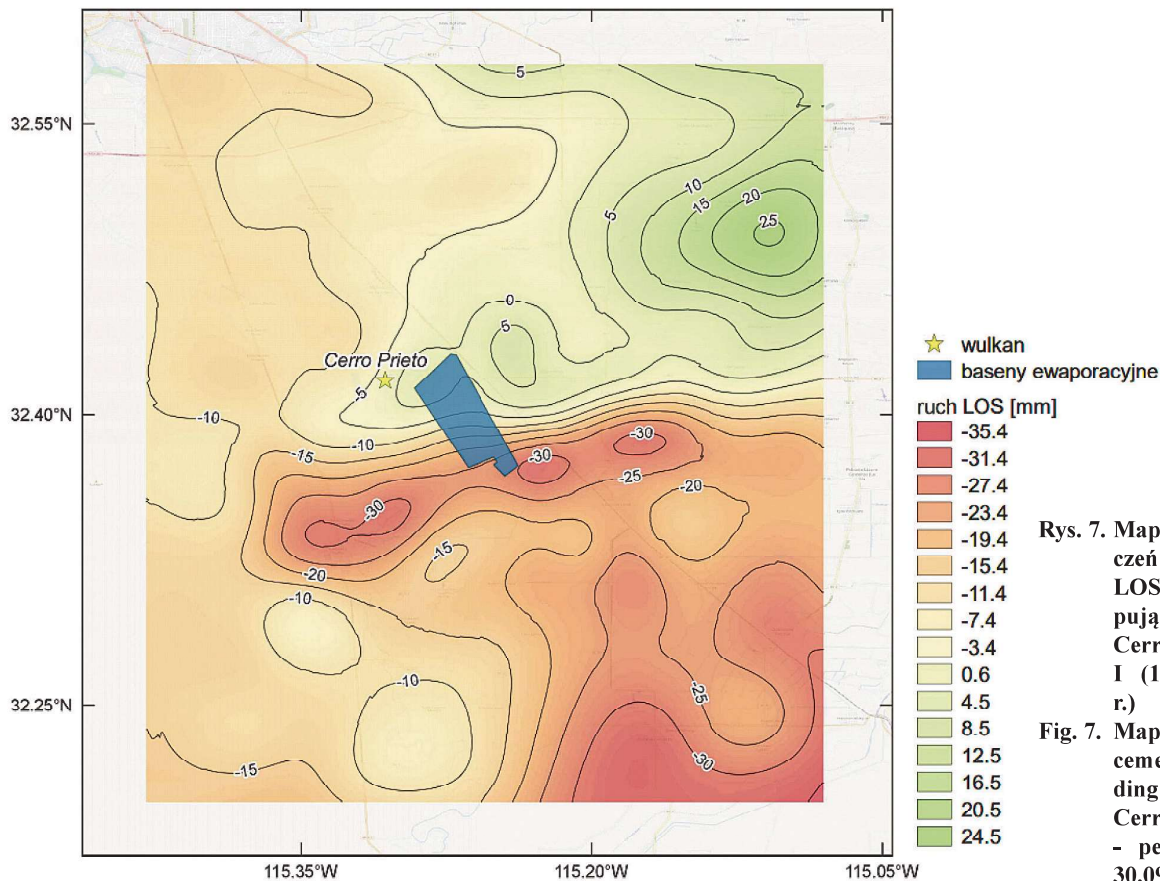 5
32.55°N
10
20
15
5
25
0
5
Cerro Prieto
-5
32.40°N
-10
-10
-30
-15
-30
-25
-20
-30
-15
-20
-10
-10
-25
32.25°N
-30
-15
115.35°W
115.20°W
115.05°W
wulkan
baseny ewaporacyjne
ruch LOS [mm]
-35.4
-31.4
-27.4
-23.4
-19.4
-15.4
-11.4
-7.4
-3.4
0.6
4.5
8.5
12.5
16.5
20.5
24.5
Rys. 7. Map
czeń
LOS
pują
Cerr
I (1
r.)
Fig. 7. Map
ceme
ding
Cerr
- pe
30.09